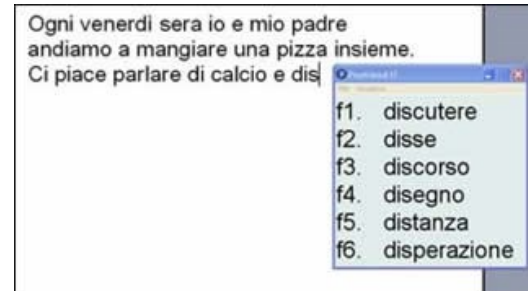 Ogni venerdì sera io e mio padre
andiamo a mangiare una pizza insieme.
Ci piace parlare di calcio e dis
f1. discutere
f2. disse
f3. discorso
f4. disegno
f5. distanza
f6. disperazione